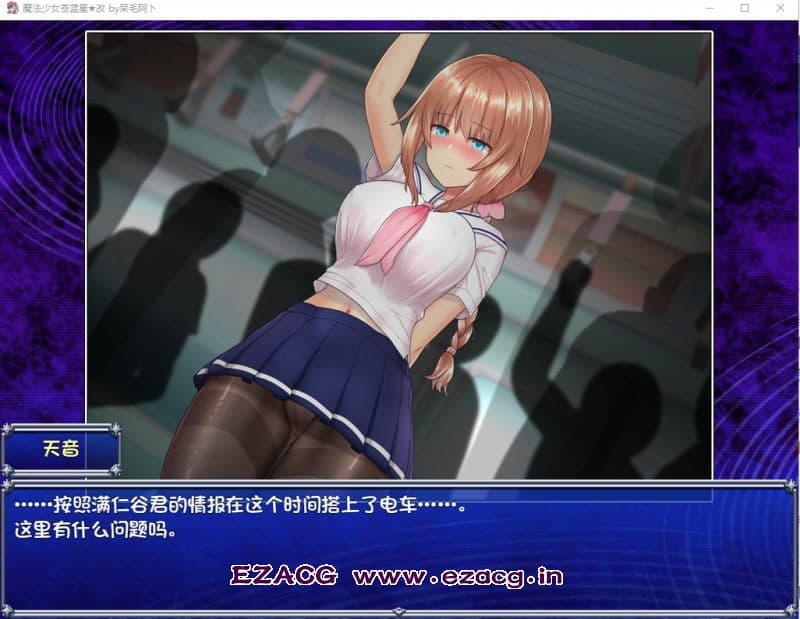 魔法少女苍蓝星★改 by呆毛阿卜
天音
……按照满仁谷君的情报在这个时间搭上了电车……。
这里有什么问题吗。
EZACG www.ezacg.in